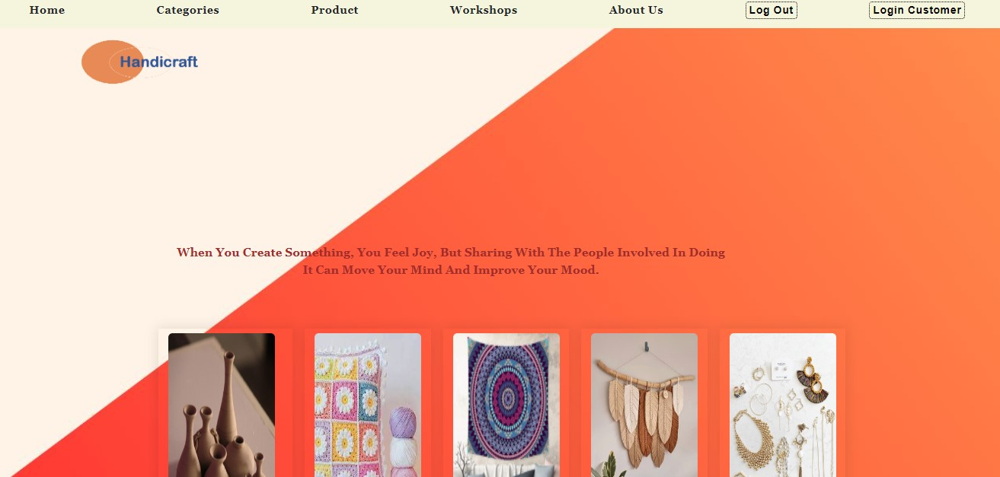 Home Categories Product Workshops About Us Log Out Login Customer
Handicraft
When You Create Something, You Feel Joy, But Sharing With The People Involved In Doing
It Can Move Your Mind And Improve Your Mood.